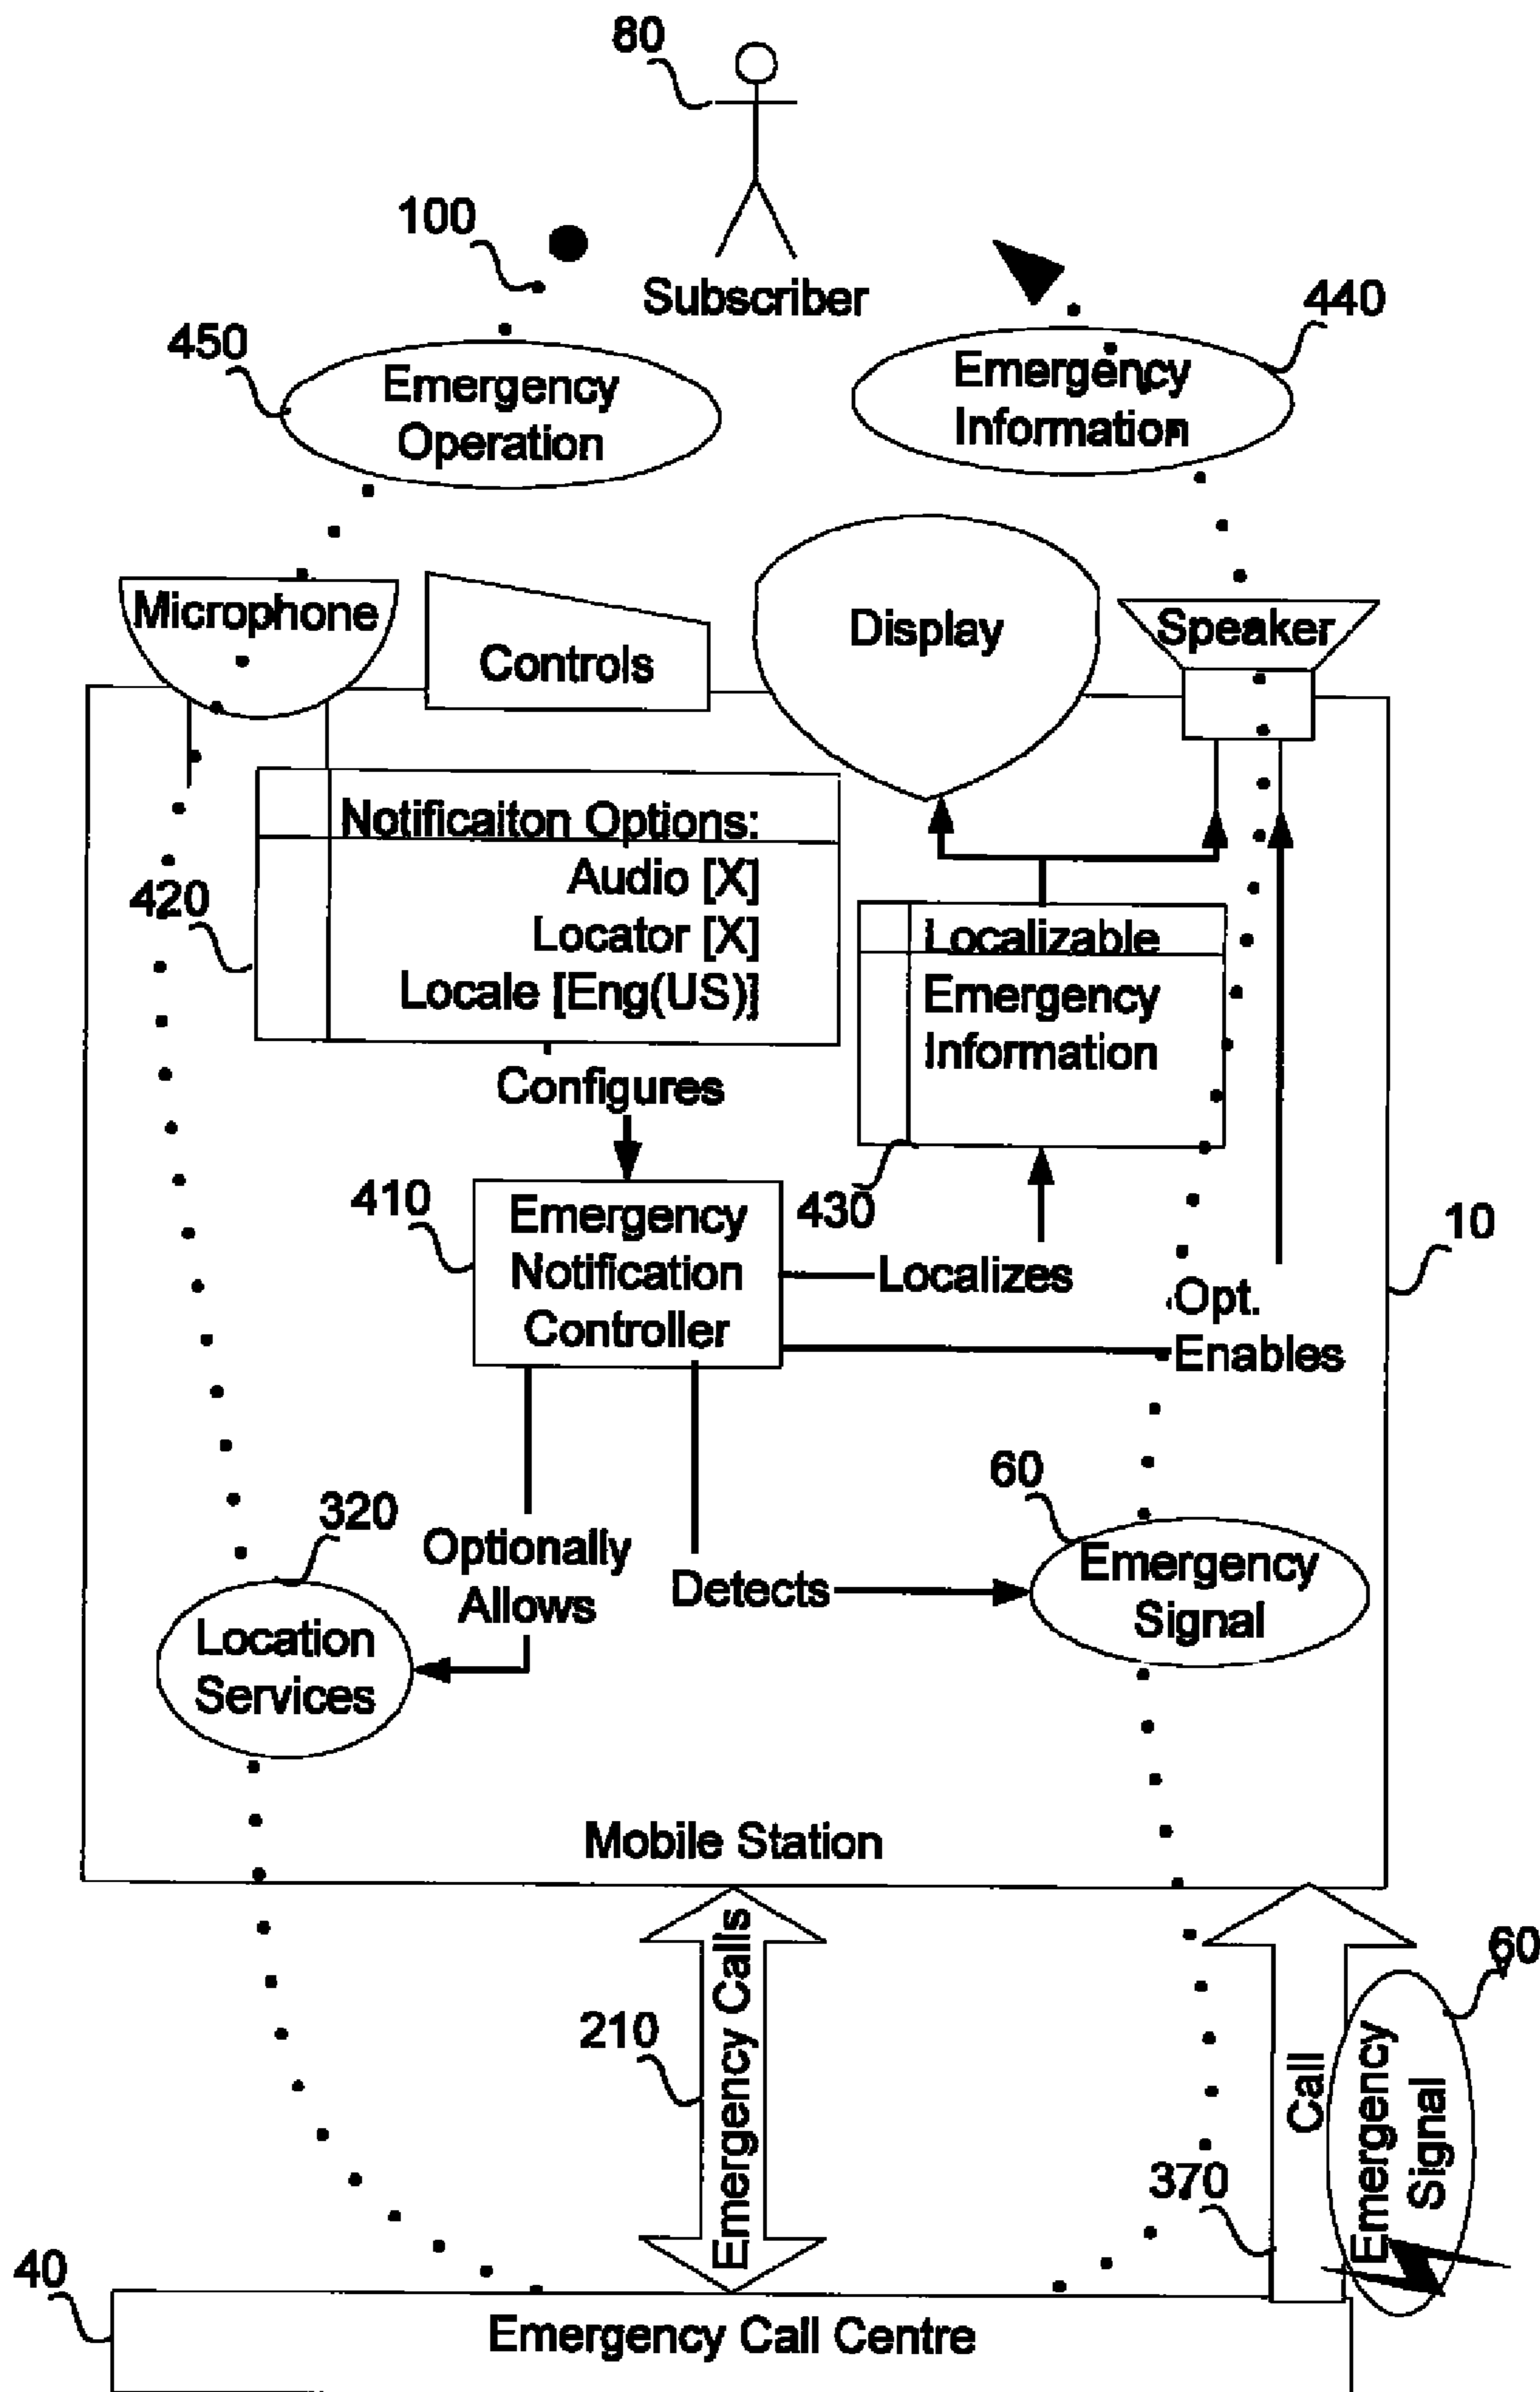 80
100
Subscriber
440
450
Emergency
Operation
Emergency
Information
Microphone
Controls
Display
Speaker
Notificaiton Options:
Audio [X]
Locator [X]
Locale [Eng(US)]
420
Localizable
Emergency
Information
Configures
410
Emergency
Notification
Controller
430
10
Localizes
Opt.
Enables
60
320
Optionally
Allows
Detects
Emergency
Signal
Location
Services
Mobile Station
60
210
Emergency Calls
Call
Emergency
Signal
370
40
Emergency Call Centre